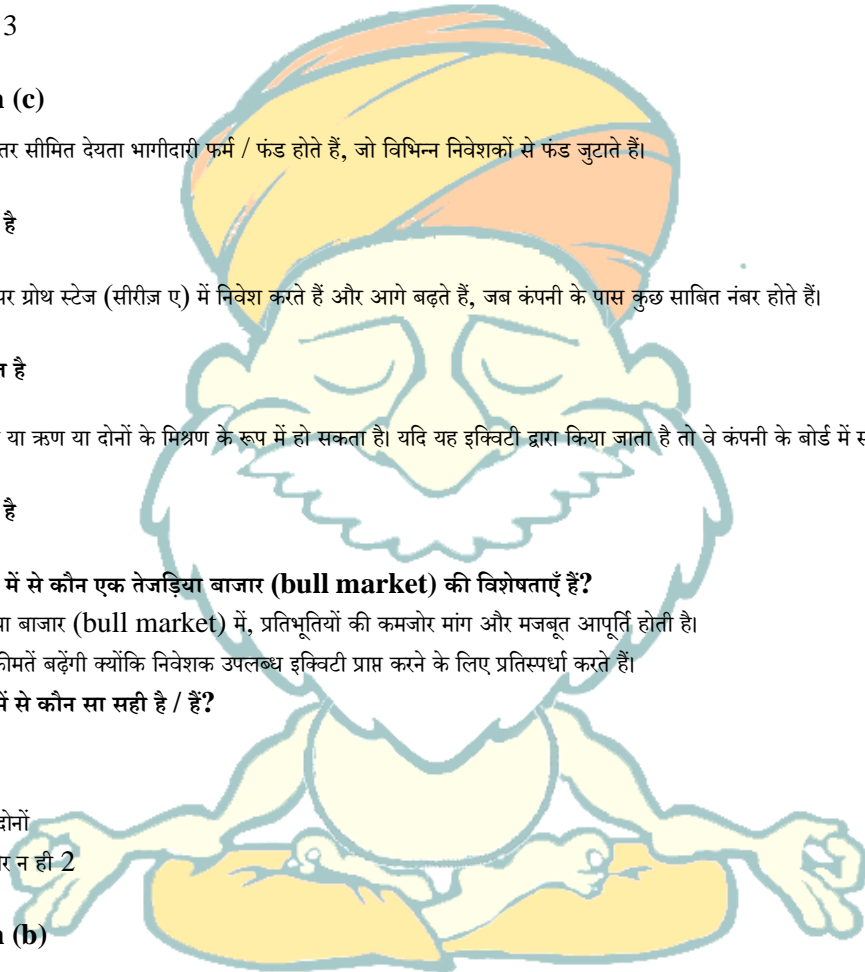 3
(c)
सीमित देयता भागीदारी फर्म / फंड होते हैं, जो विभिन्न निवेशकों से फंड जुटाते हैं।
है
ग्रोथ स्टेज (सीरीज़ ए) में निवेश करते हैं और आगे बढ़ते हैं, जब कंपनी के पास कुछ साबित नंबर होते हैं।
है
या ऋण या दोनों के मिश्रण के रूप में हो सकता है। यदि यह इक्विटी द्वारा किया जाता है तो वे कंपनी के बोर्ड में
है
में से कौन एक तेजड़िया बाजार (bull market) की विशेषताएँ हैं?
बाजार (bull market) में, प्रतिभूतियों की कमजोर मांग और मजबूत आपूर्ति होती है।
कीमतें बढ़ेंगी क्योंकि निवेशक उपलब्ध इक्विटी प्राप्त करने के लिए प्रतिस्पर्धा करते हैं।
में से कौन सा सही है / हैं?
दोनों
न ही 2
(b)